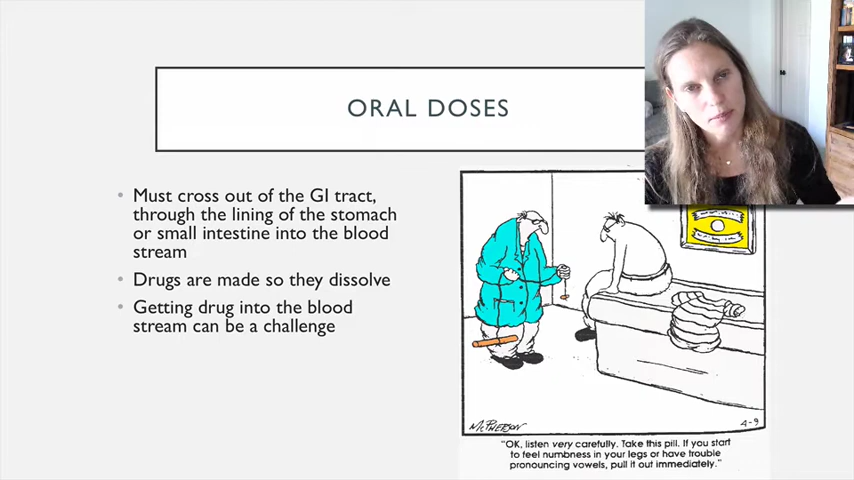 ORAL DOSES
• Must cross out of the GI tract,
through the lining of the stomach
or small intestine into the blood
stream
• Drugs are made so they dissolve
• Getting drug into the blood
stream can be a challenge
McPHERSON
4-9
"OK, listen very carefully. Take this pill. If you start
to feel numbness in your legs or have trouble
pronouncing vowels, pull it out immediately."